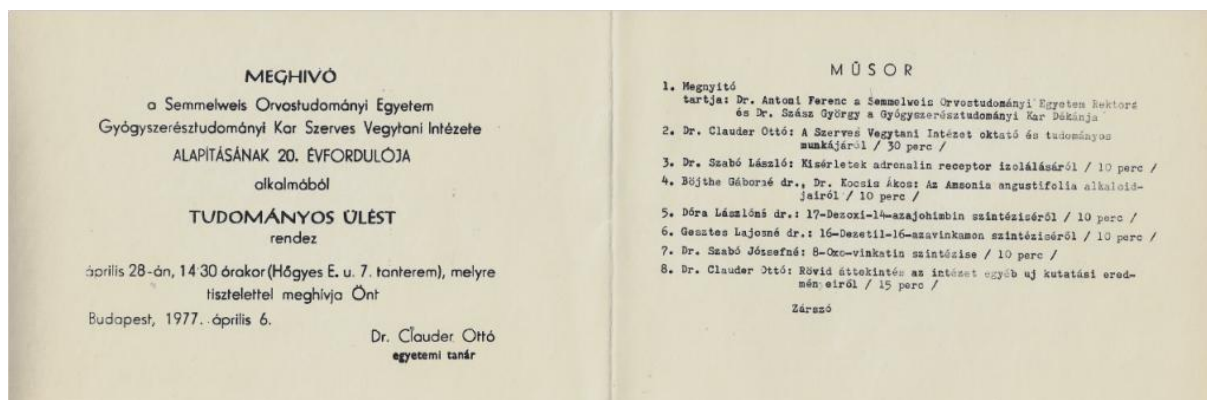 MEGHIVÓ
a Semmelweis Orvostudományi Egyetem
Gyógyszerésztudományi Kar Szerves Vegytani Intézete
ALAPÍTÁSÁNAK 20. ÉVFORDULÓJA
alkalmából
TUDOMÁNYOS ÜLÉST
rendez
április 28-án, 14·30 órakor (Hőgyes E. u. 7. tanterem), melyre
tisztelettel meghívja Önt
Budapest, 1977. április 6.
Dr. Clauder Ottó
egyetemi tanár
MŰSOR
1. Megnyitó
tartja: Dr. Antoni Ferenc a Semmelweis Orvostudományi Egyetem Rektora
és Dr. Szász György a Gyógyszerésztudományi Kar Dékánja
2. Dr. Clauder Ottó: A Szerves Vegytani Intézet oktató és tudományos
munkájáról / 30 perc /
3. Dr. Szabó László: Kisérletek adrenalin receptor izolálásáról / 10 perc /
4. Böjthe Gáborné dr., Dr. Kocsis Ákos: Az Amsonia angustifolia alkaloid-
jairól / 10 perc /
5. Dóra Lászlóné dr.: 17-Dezoxi-14-azajohimbin szintéziséről / 10 perc /
6. Gesztes Lajosné dr.: 16-Dezetil-16-azavinkamon szintéziséről / 10 perc /
7. Dr. Szabó Józsefné: 8-Oxo-vinkatin szintézise / 10 perc /
8. Dr. Clauder Ottó: Rövid áttekintés az intézet egyéb uj kutatási ered-
ményeiről / 15 perc /
Zárszó